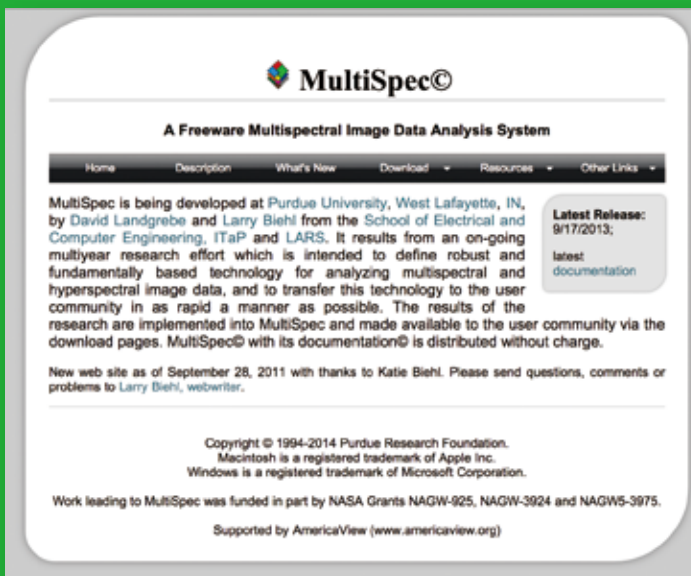 MultiSpec©
A Freeware Multispectral Image Data Analysis System
Home Description What's New Download Resources Other Links
MultiSpec is being developed at Purdue University, West Lafayette, IN,
by David Landgrebe and Larry Biehl from the School of Electrical and
Computer Engineering, ITaP and LARS. It results from an on-going
multiyear research effort which is intended to define robust and
fundamentally based technology for analyzing multispectral and
hyperspectral image data, and to transfer this technology to the user
community in as rapid a manner as possible. The results of the
research are implemented into MultiSpec and made available to the user community via the
download pages. MultiSpec© with its documentation© is distributed without charge.
Latest Release:
9/17/2013;
latest
documentation
New web site as of September 28, 2011 with thanks to Katie Biehl. Please send questions, comments or
problems to Larry Biehl, webwriter.
Copyright © 1994-2014 Purdue Research Foundation.
Macintosh is a registered trademark of Apple Inc.
Windows is a registered trademark of Microsoft Corporation.
Work leading to MultiSpec was funded in part by NASA Grants NAGW-925, NAGW-3924 and NAGW5-3975.
Supported by AmericaView (www.americaview.org)